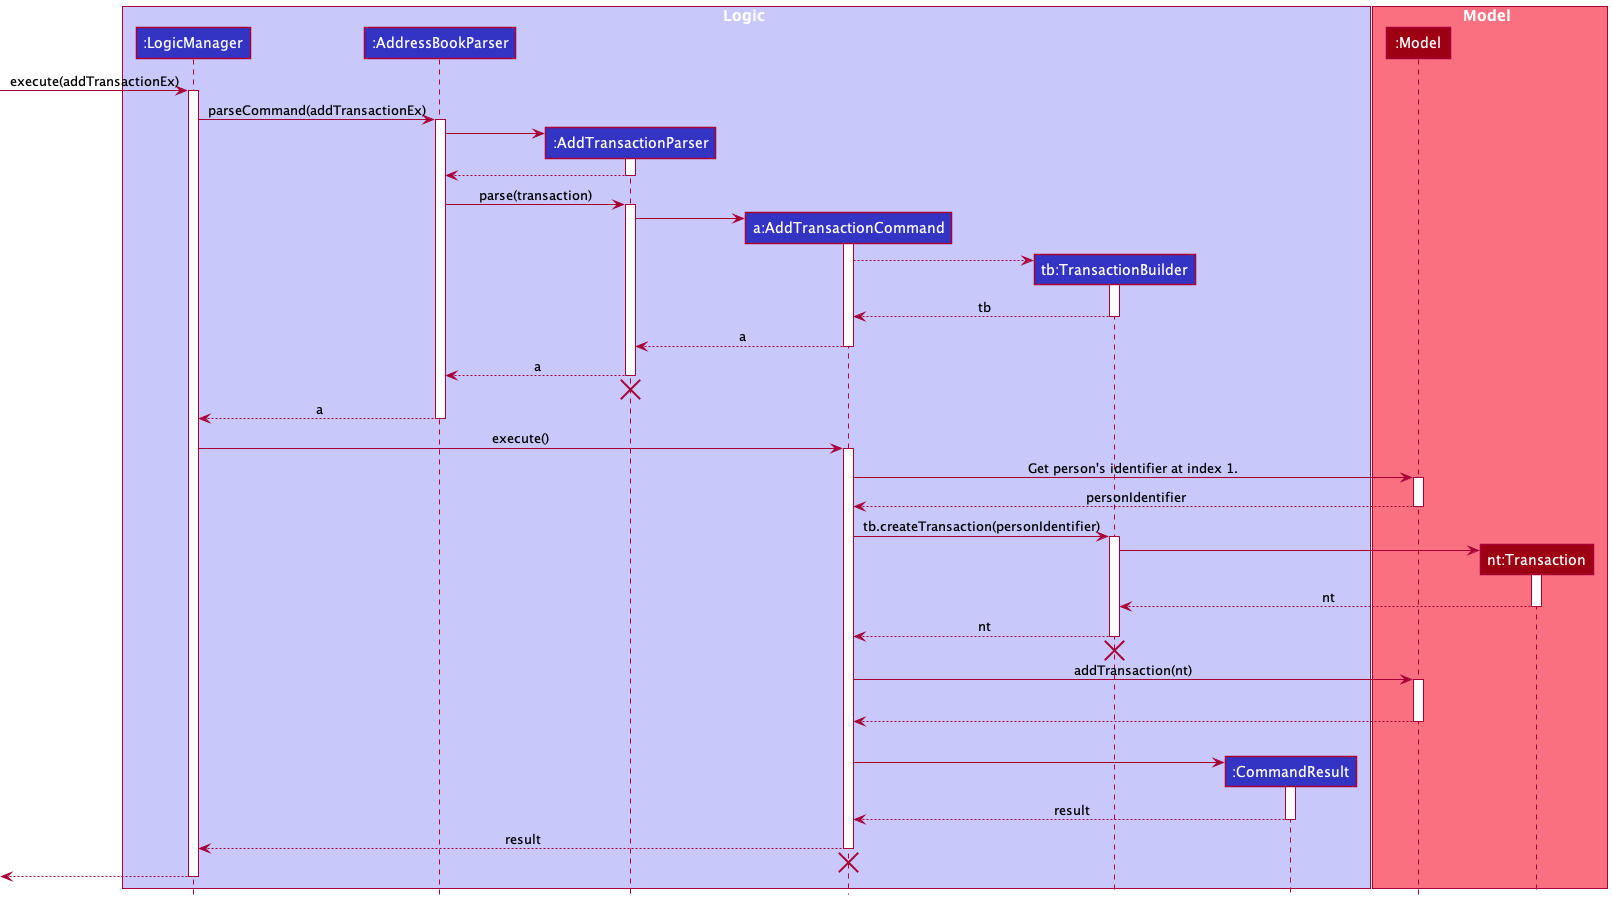 Logic
Model
:LogicManager
:AddressBookParser
:Model
execute(addTransactionEx)
parseCommand(addTransactionEx)
:AddTransactionParser
parse(transaction)
a:AddTransactionCommand
tb:TransactionBuilder
tb
a
a
a
execute()
Get person's identifier at index 1.
personIdentifier
tb.createTransaction(personIdentifier)
nt:Transaction
nt
nt
addTransaction(nt)
:CommandResult
result
result